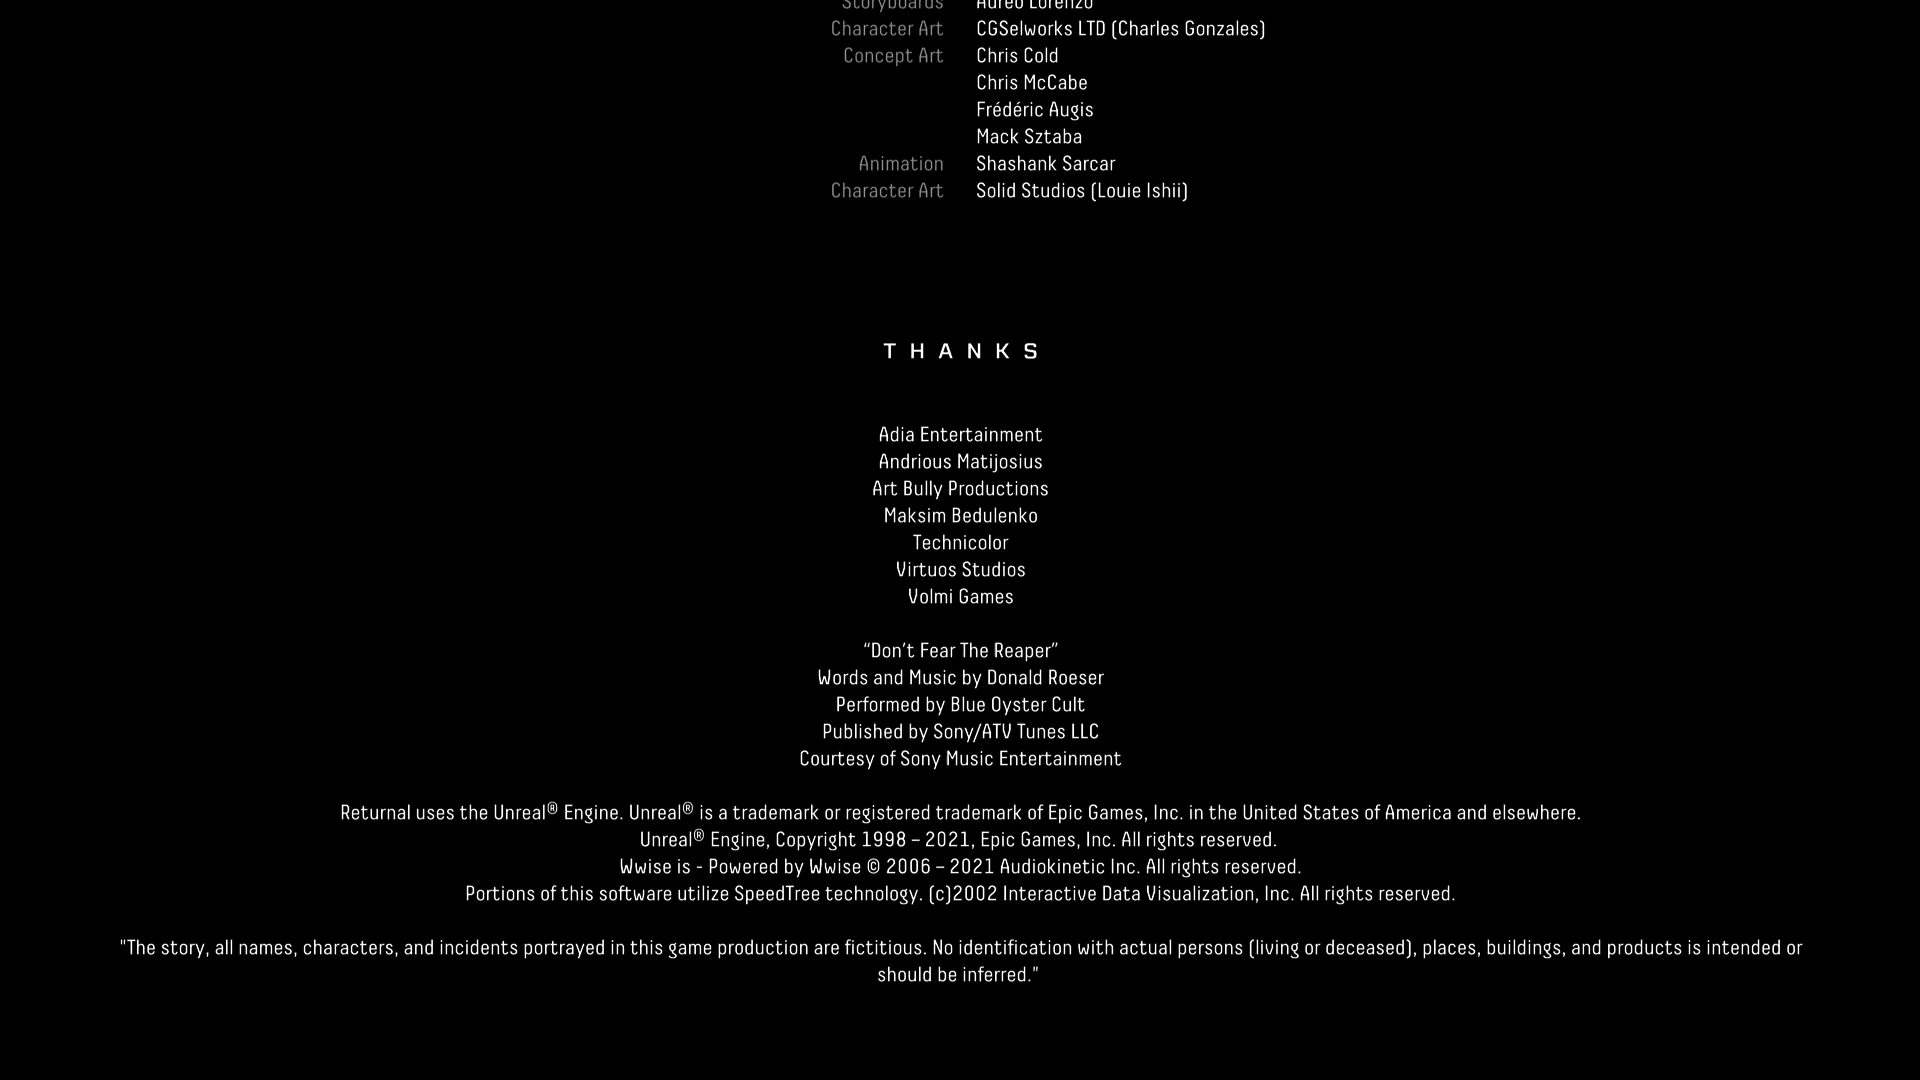 Storyboards Aureo Lorenzo
Character Art CGSelworks LTD (Charles Gonzales)
Concept Art Chris Cold
Chris McCabe
Frédéric Augis
Mack Sztaba
Animation Shashank Sarcar
Character Art Solid Studios (Louie Ishii)
THANKS
Adia Entertainment
Andrious Matijosius
Art Bully Productions
Maksim Bedulenko
Technicolor
Virtuos Studios
Volmi Games
“Don’t Fear The Reaper”
Words and Music by Donald Roeser
Performed by Blue Oyster Cult
Published by Sony/ATV Tunes LLC
Courtesy of Sony Music Entertainment
Returnal uses the Unreal® Engine. Unreal® is a trademark or registered trademark of Epic Games, Inc. in the United States of America and elsewhere.
Unreal® Engine, Copyright 1998 – 2021, Epic Games, Inc. All rights reserved.
Wwise is - Powered by Wwise © 2006 – 2021 Audiokinetic Inc. All rights reserved.
Portions of this software utilize SpeedTree technology. (c)2002 Interactive Data Visualization, Inc. All rights reserved.
"The story, all names, characters, and incidents portrayed in this game production are fictitious. No identification with actual persons (living or deceased), places, buildings, and products is intended or
should be inferred."